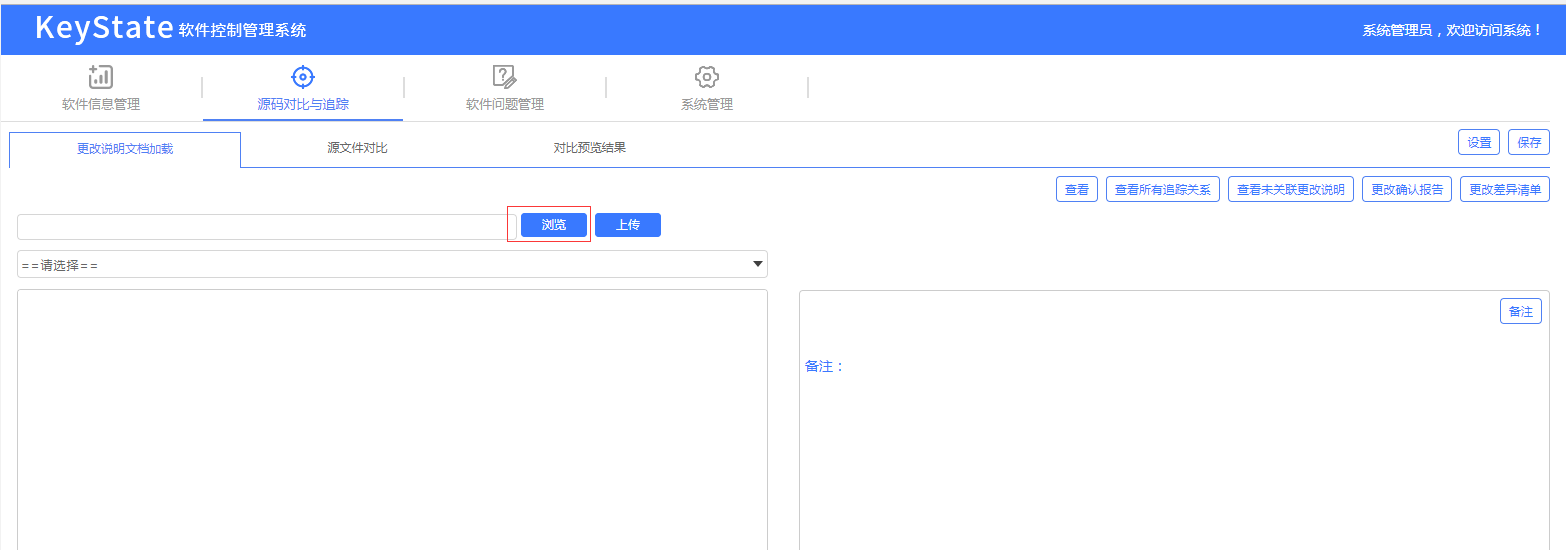 KeyState 软件控制管理系统 系统管理员，欢迎访问系统！
软件信息管理 源码对比与追踪 软件问题管理 系统管理
更改说明文档加载 源文件对比 对比预览结果 设置 保存
查看 查看所有追踪关系 查看未关联更改说明 更改确认报告 更改差异清单
浏览 上传
==请选择==
备注
备注：